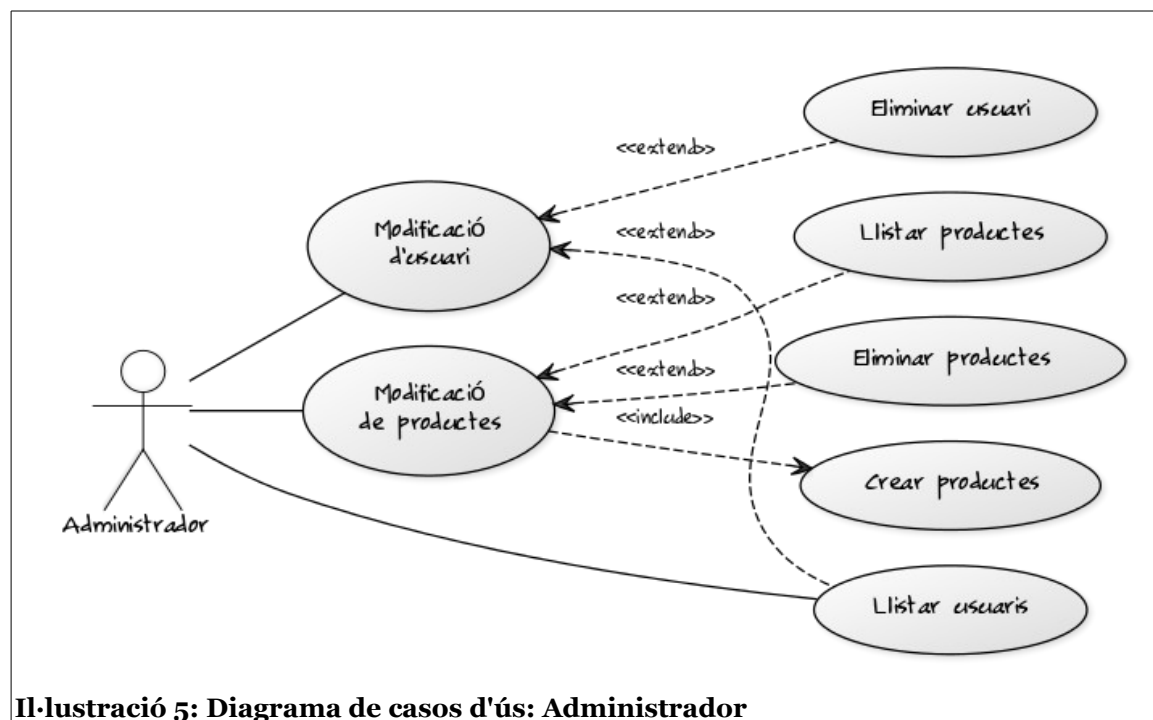 Eliminar usuari
<<extend>>
Modificació
d'usuari
<<extend>>
Llistar productes
<<extend>>
Eliminar productes
<<extend>>
Modificació
de productes
<<include>>
Crear productes
Administrador
Llistar usuaris
Il·lustració 5: Diagrama de casos d'ús: Administrador